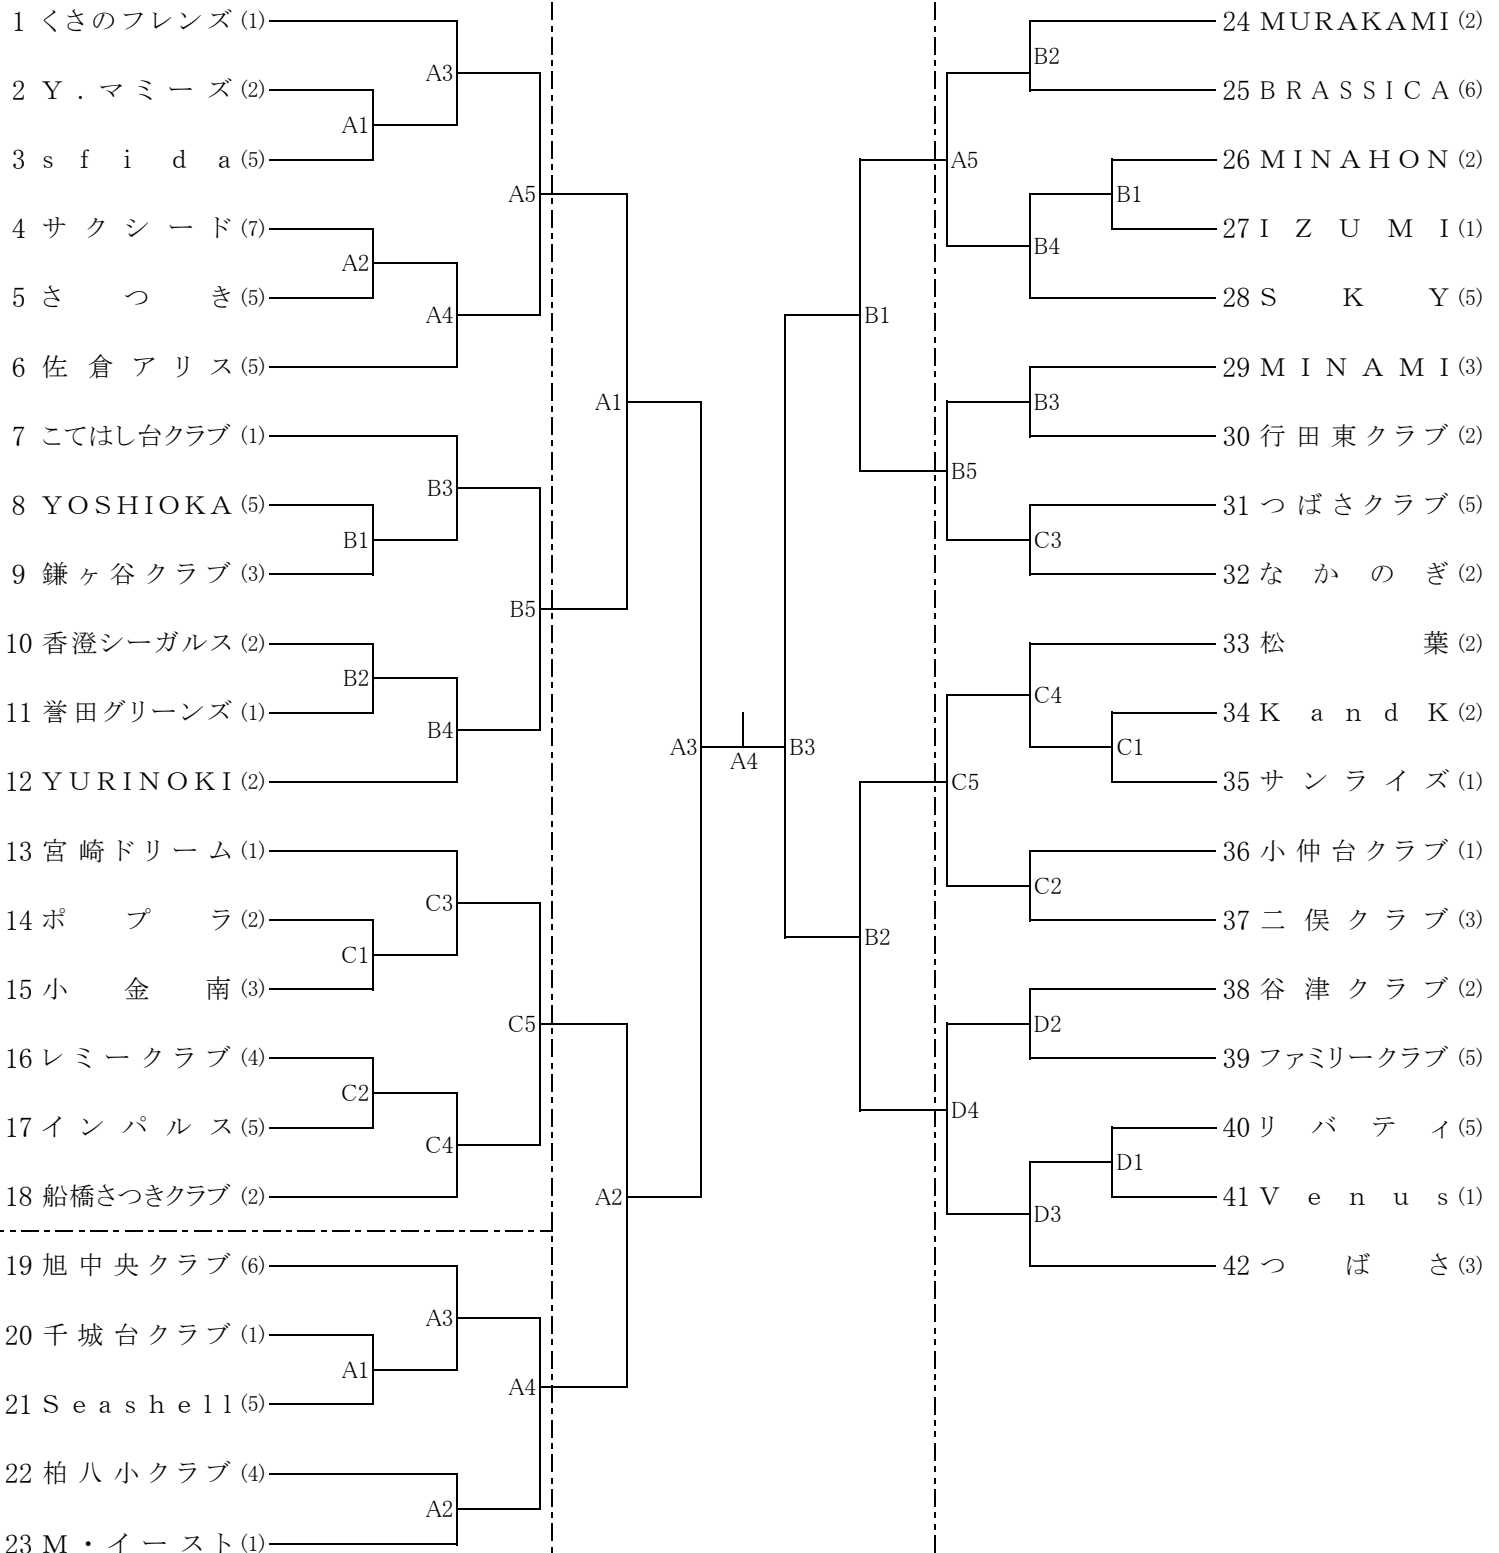 1 くさのフレンズ (1)
2 Y.マミーズ (2)
3 sfida (5)
4 サクシード (7)
5 さつき (5)
6 佐倉アリス (5)
7 こてはし台クラブ (1)
8 YOSHIOKA (5)
9 鎌ヶ谷クラブ (3)
10 香澄シーガルス (2)
11 誉田グリーンズ (1)
12 YURINOKI (2)
13 宮崎ドリーム (1)
14 ポプラ (2)
15 小金南 (3)
16 レミークラブ (4)
17 インパルス (5)
18 船橋さつきクラブ (2)
19 旭中央クラブ (6)
20 千城台クラブ (1)
21 Seashell (5)
22 柏八小クラブ (4)
23 M・イースト (1)
A3
A1
A5
A2
A4
A1
B3
B1
B5
B2
B4
A3
C3
C1
C5
C2
C4
A2
A3
A1
A4
A2
A4
B3
B1
B2
B2
A5
B1
B4
B3
B5
C3
C4
C1
C5
C2
D2
D4
D1
D3
24 MURAKAMI (2)
25 BRASSICA (6)
26 MINAHON (2)
27 IZUMI (1)
28 SKY (5)
29 MINAMI (3)
30 行田東クラブ (2)
31 つばさクラブ (5)
32 なかのぎ (2)
33 松葉 (2)
34 K and K (2)
35 サンライズ (1)
36 小仲台クラブ (1)
37 二俣クラブ (3)
38 谷津クラブ (2)
39 ファミリークラブ (5)
40 リバティ (5)
41 Venus (1)
42 つばさ (3)